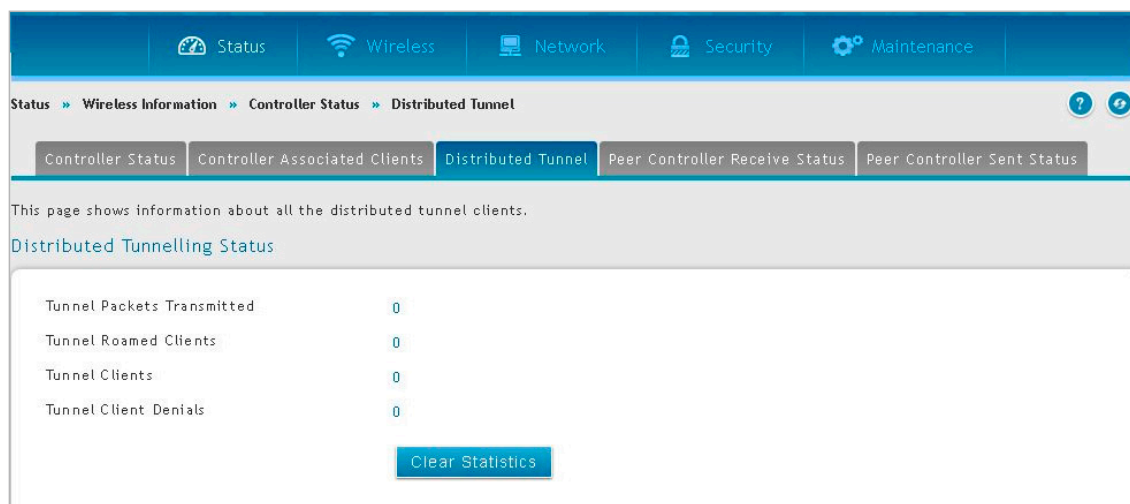 Status Wireless Network Security Maintenance
Status » Wireless Information » Controller Status » Distributed Tunnel ?
Controller Status Controller Associated Clients Distributed Tunnel Peer Controller Receive Status Peer Controller Sent Status
This page shows information about all the distributed tunnel clients.
Distributed Tunnelling Status
Tunnel Packets Transmitted 0
Tunnel Roamed Clients 0
Tunnel Clients 0
Tunnel Client Denials 0
Clear Statistics